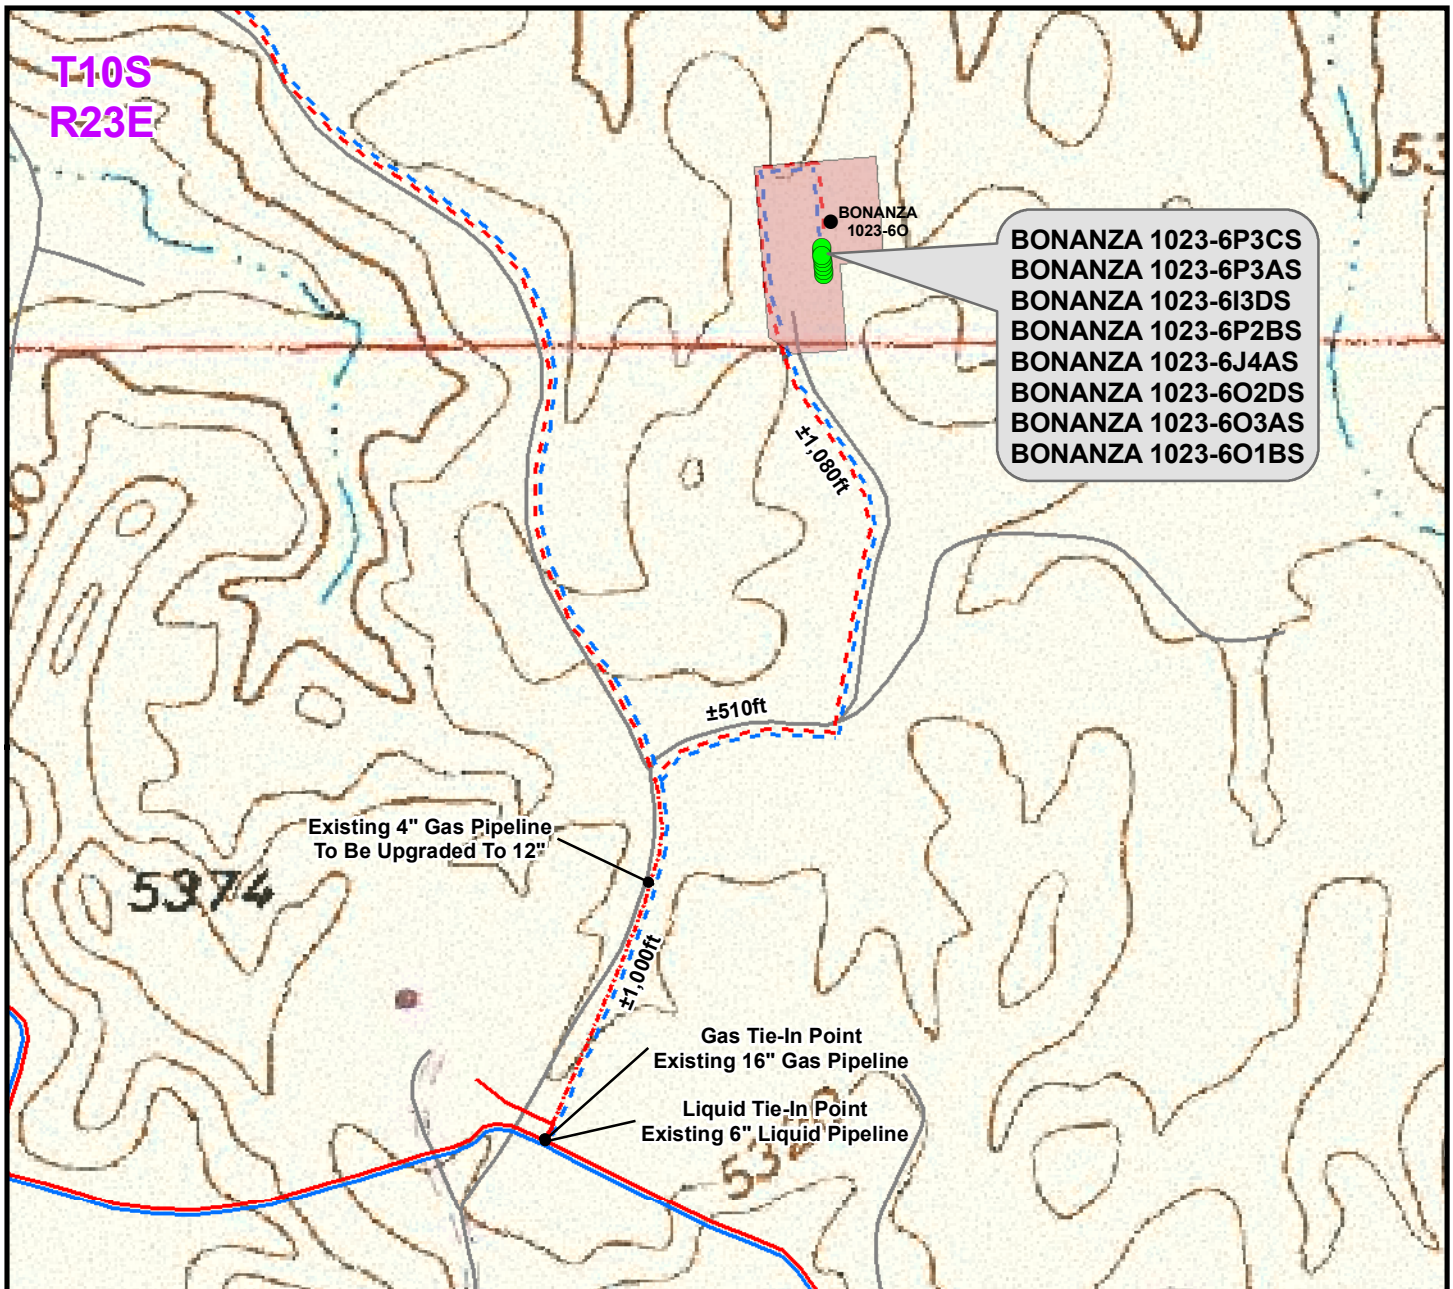 T10S
R23E
53
BONANZA
1023-6O
BONANZA 1023-6P3CS
BONANZA 1023-6P3AS
BONANZA 1023-6I3DS
BONANZA 1023-6P2BS
BONANZA 1023-6J4AS
BONANZA 1023-6O2DS
BONANZA 1023-6O3AS
BONANZA 1023-6O1BS
±1,080ft
±510ft
Existing 4" Gas Pipeline
To Be Upgraded To 12"
5374
±1,000ft
Gas Tie-In Point
Existing 16" Gas Pipeline
Liquid Tie-In Point
Existing 6" Liquid Pipeline